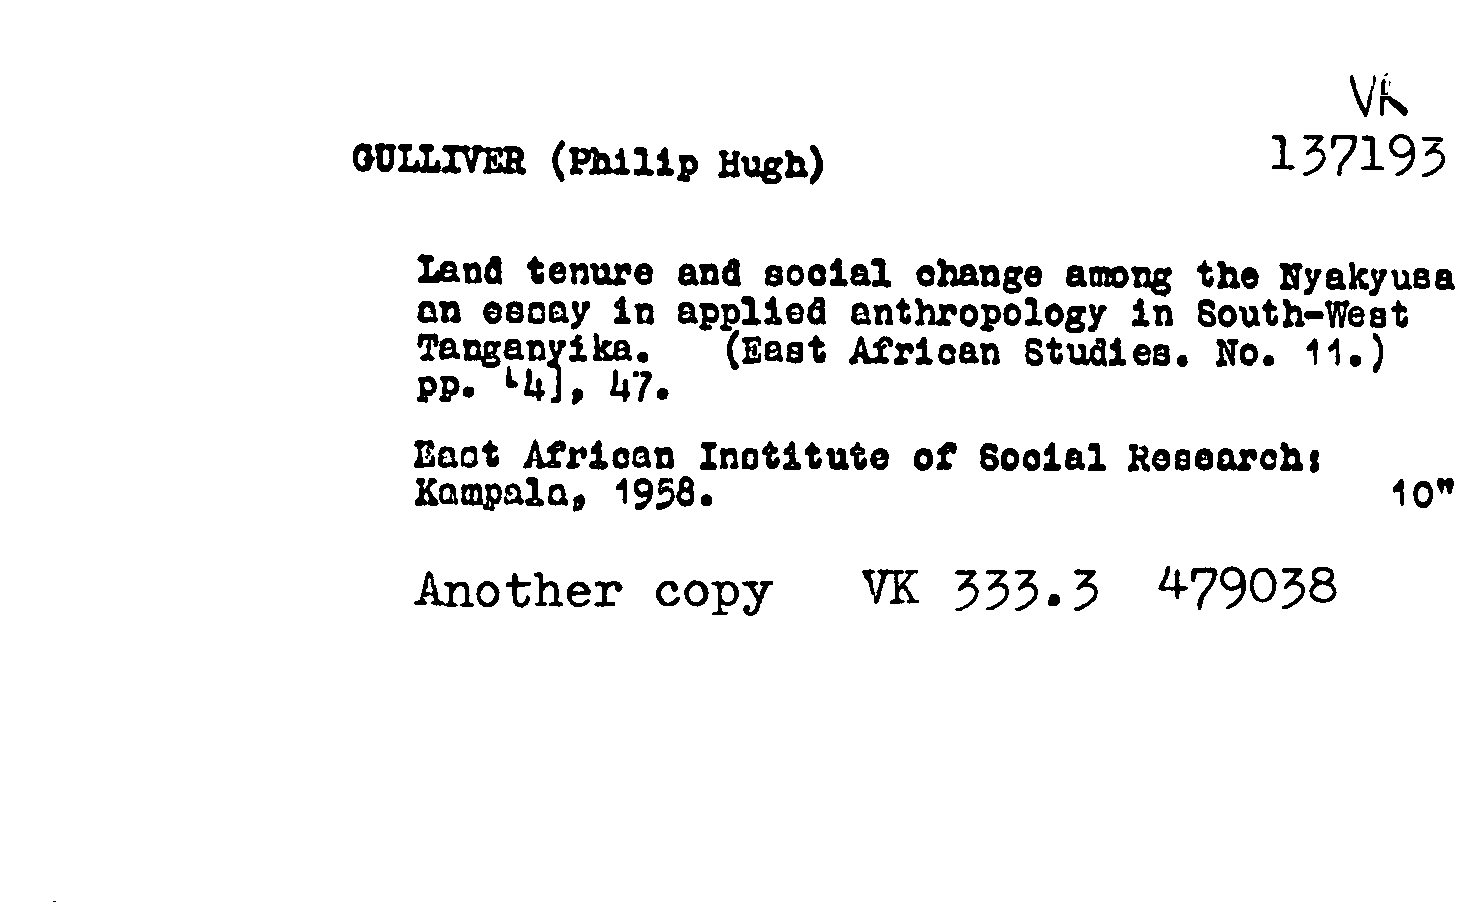 VK
GULLIVER (Philip Hugh)
137193
Land tenure and social change among the Nyakyusa
an essay in applied anthropology in South-West
Tanganyika. (East African Studies. No. 11.)
pp. [4], 47.
East African Institute of Social Research:
Kampala, 1958. 10"
Another copy VK 333.3 479038